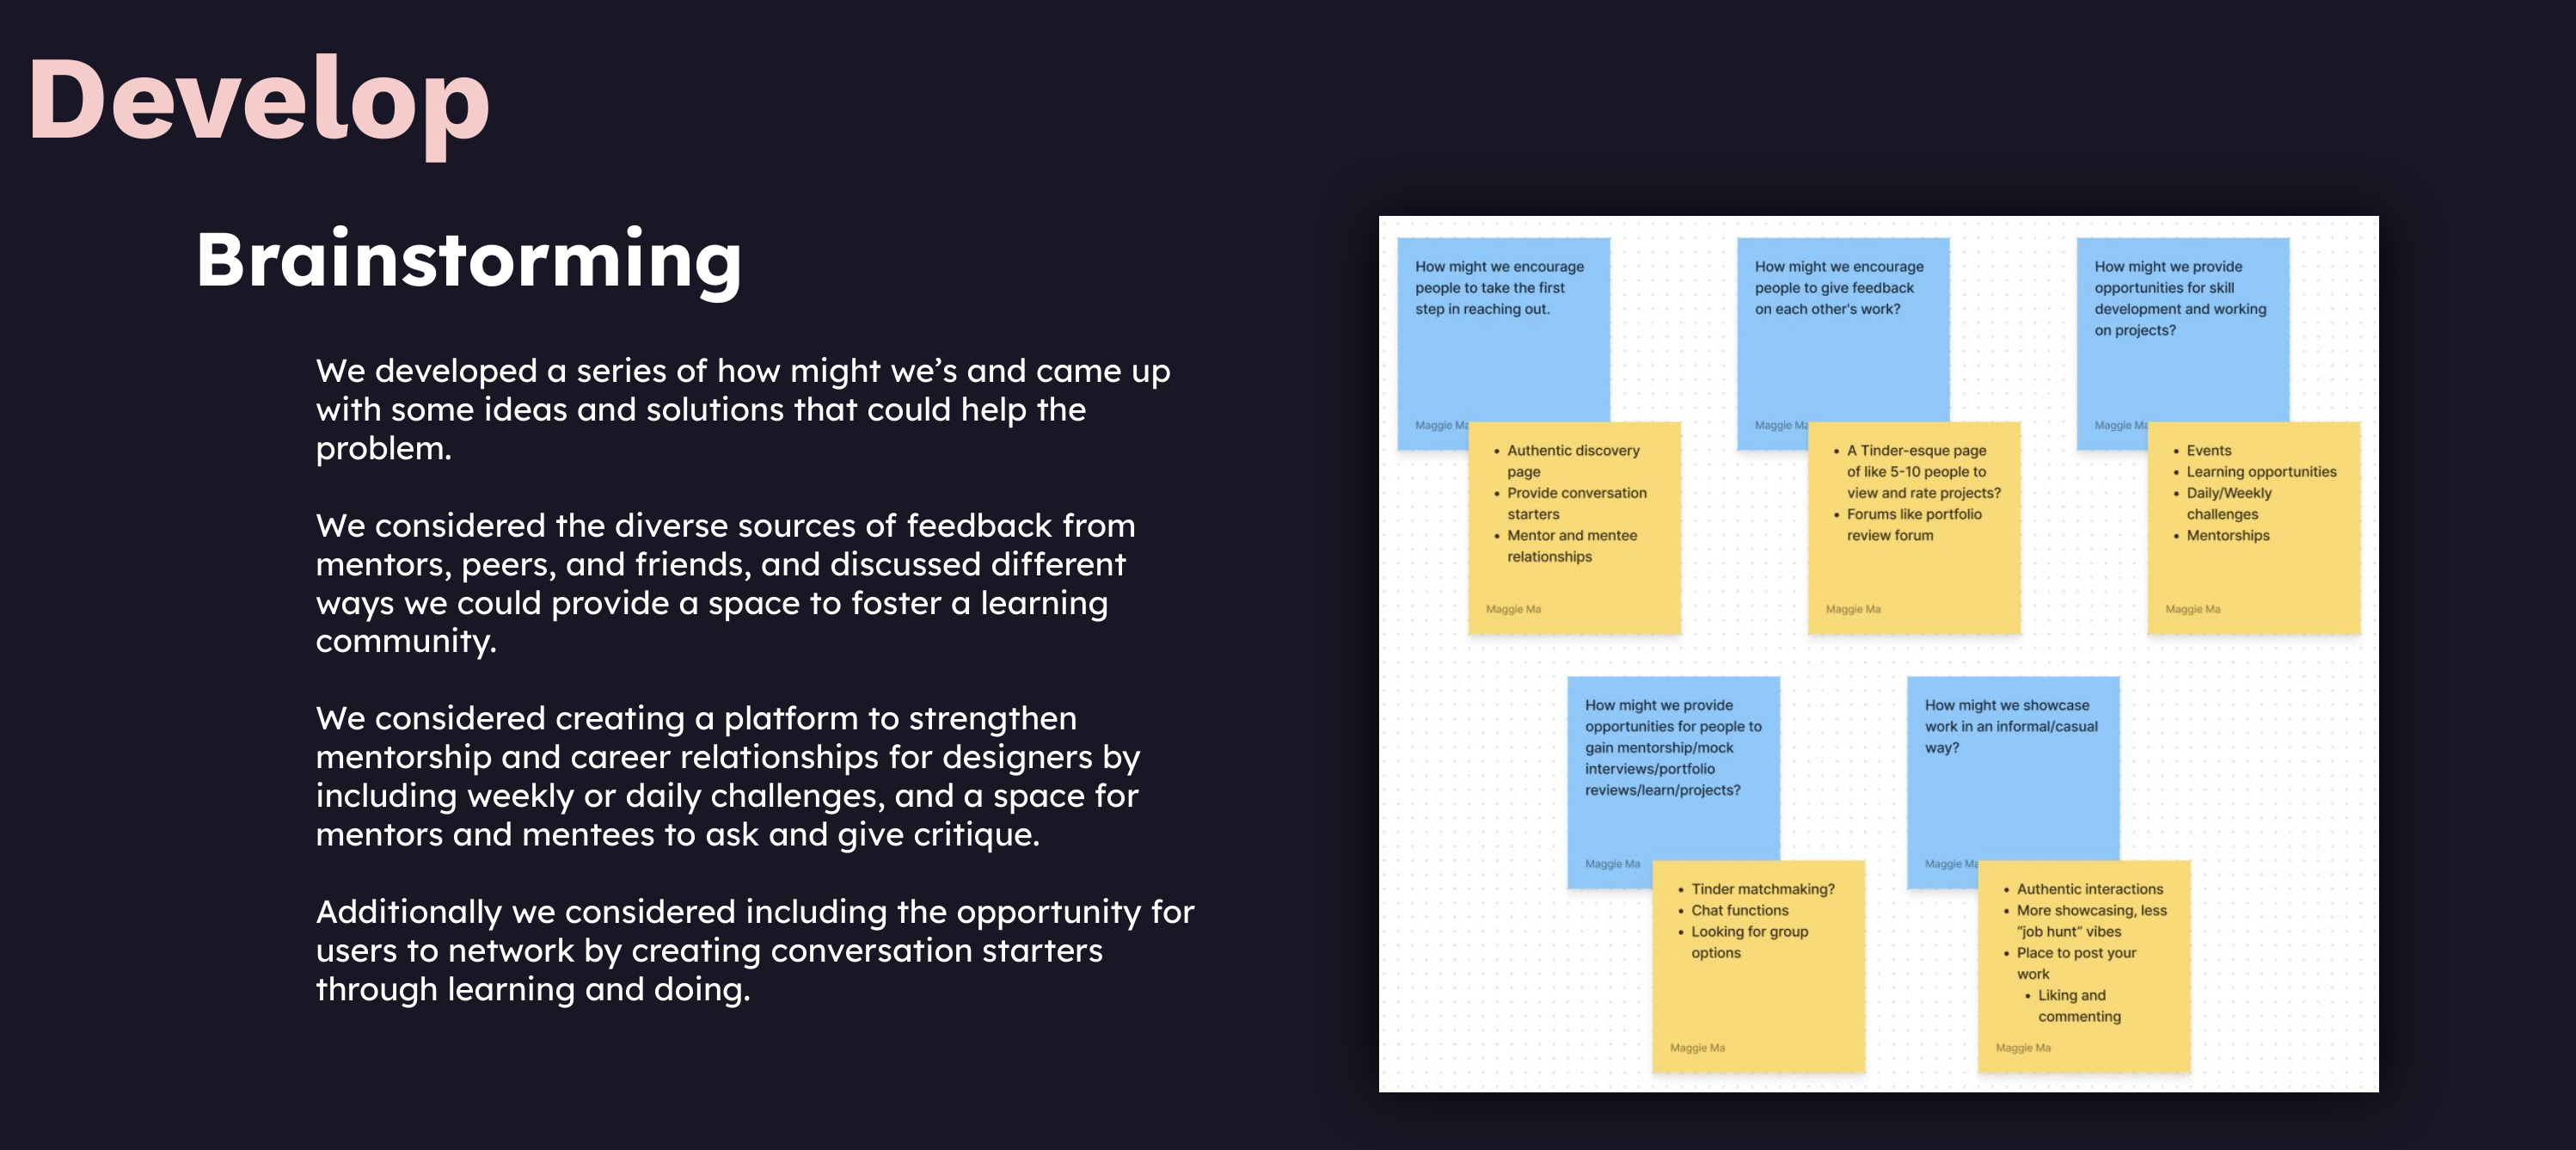 Develop
Brainstorming
We developed a series of how might we’s and came up
with some ideas and solutions that could help the
problem.
We considered the diverse sources of feedback from
mentors, peers, and friends, and discussed different
ways we could provide a space to foster a learning
community.
We considered creating a platform to strengthen
mentorship and career relationships for designers by
including weekly or daily challenges, and a space for
mentors and mentees to ask and give critique.
Additionally we considered including the opportunity for
users to network by creating conversation starters
through learning and doing.
How might we encourage
people to take the first
step in reaching out.
Maggie Ma
• Authentic discovery
page
• Provide conversation
starters
• Mentor and mentee
relationships
Maggie Ma
How might we encourage
people to give feedback
on each other's work?
Maggie Ma
• A Tinder-esque page
of like 5-10 people to
view and rate projects?
• Forums like portfolio
review forum
Maggie Ma
How might we provide
opportunities for skill
development and working
on projects?
Maggie Ma
• Events
• Learning opportunities
• Daily/Weekly
challenges
• Mentorships
Maggie Ma
How might we provide
opportunities for people to
gain mentorship/mock
interviews/portfolio
reviews/learn/projects?
Maggie Ma
• Tinder matchmaking?
• Chat functions
• Looking for group
options
Maggie Ma
How might we showcase
work in an informal/casual
way?
Maggie Ma
• Authentic interactions
• More showcasing, less
“job hunt” vibes
• Place to post your
work
• Liking and
commenting
Maggie Ma